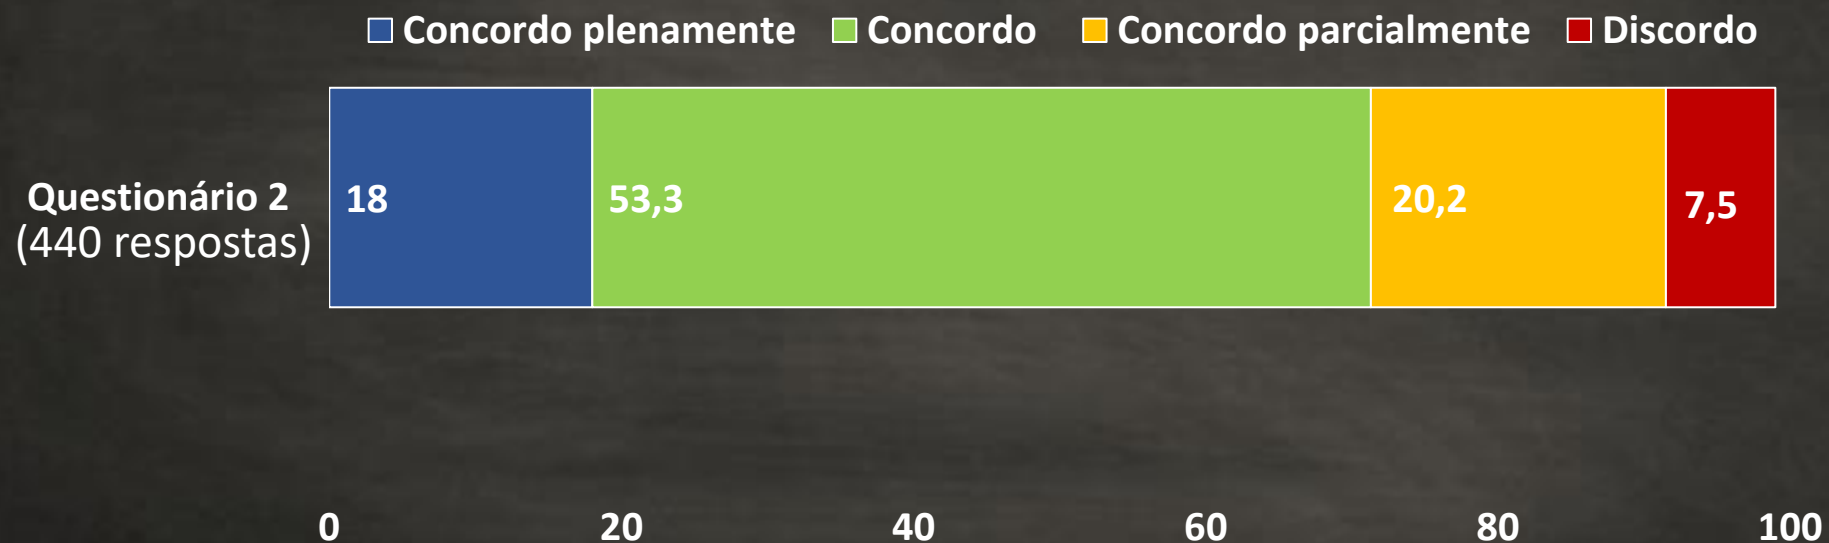 Concordo plenamente Concordo Concordo parcialmente Discordo
Questionário 2
(440 respostas)
18 53,3 20,2 7,5
0 20 40 60 80 100